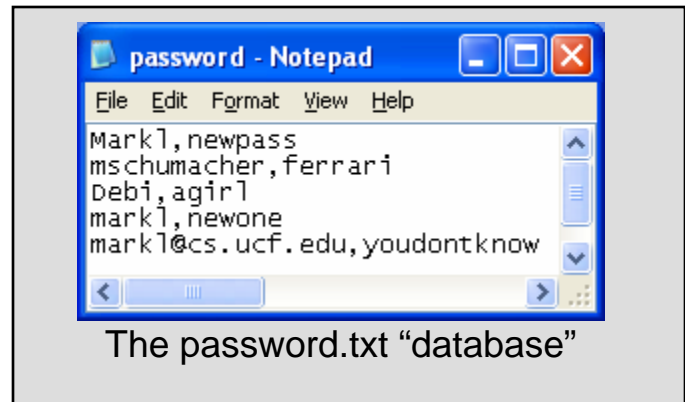 password - Notepad
File Edit Format View Help
Markl,newpass
mschumacher,ferrari
Debi,agirl
markl,newone
markl@cs.ucf.edu,youdontknow
The password.txt “database”